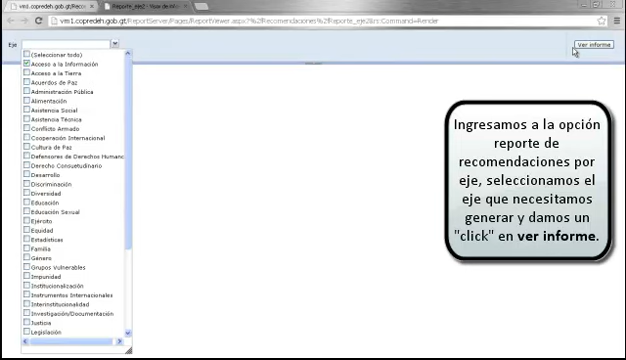 vm1.copredeh.gob.gt/Reco
Reporte_eje2 - Row de Wo
vm1.copredeh.gob.gt/ReportServer/Pages/ReportViewer.aspx?%2fRecomendaciones%2fReporte_eje2&rs:Command=Render
Eje
Ver informe
(Seleccionar todo)
Acceso a la Información
Acceso a la Tierra
Acuerdos de Paz
Administración Pública
Alimentación
Asistencia Social
Asistencia Técnica
Conflicto Armado
Cooperación Internacional
Cultura de Paz
Defensores de Derechos Humano
Derecho Consuetudinario
Desarrollo
Discriminación
Diversidad
Educación
Educación Sexual
Ejército
Equidad
Estadísticas
Familia
Género
Grupos Vulnerables
Impunidad
Institucionalización
Instrumentos Internacionales
Interinstitucionalidad
Investigación/Documentación
Justicia
Legislación
Ingresamos a la opción
reporte de
recomendaciones por
eje, seleccionamos el
eje que necesitamos
generar y damos un
"click" en ver informe.